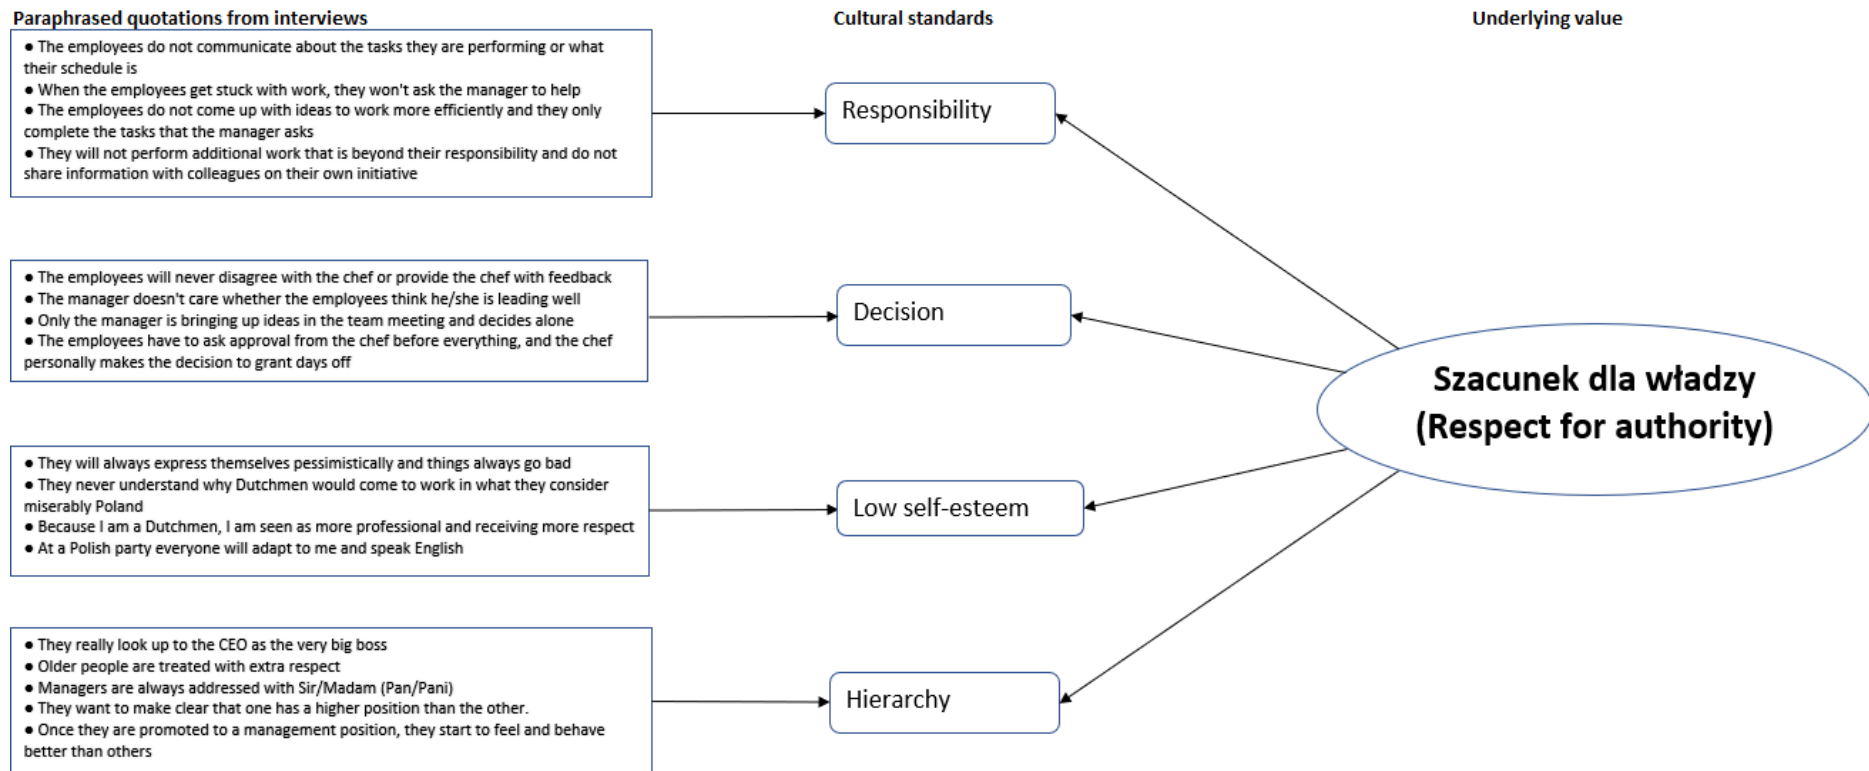 Paraphrased quotations from interviews
Cultural standards
Underlying value
● The employees do not communicate about the tasks they are performing or what
their schedule is
● When the employees get stuck with work, they won't ask the manager to help
● The employees do not come up with ideas to work more efficiently and they only
complete the tasks that the manager asks
● They will not perform additional work that is beyond their responsibility and do not
share information with colleagues on their own initiative
Responsibility
● The employees will never disagree with the chef or provide the chef with feedback
● The manager doesn't care whether the employees think he/she is leading well
● Only the manager is bringing up ideas in the team meeting and decides alone
● The employees have to ask approval from the chef before everything, and the chef
personally makes the decision to grant days off
Decision
Szacunek dla władzy
(Respect for authority)
● They will always express themselves pessimistically and things always go bad
● They never understand why Dutchmen would come to work in what they consider
miserably Poland
● Because I am a Dutchmen, I am seen as more professional and receiving more respect
● At a Polish party everyone will adapt to me and speak English
Low self-esteem
● They really look up to the CEO as the very big boss
● Older people are treated with extra respect
● Managers are always addressed with Sir/Madam (Pan/Pani)
● They want to make clear that one has a higher position than the other.
● Once they are promoted to a management position, they start to feel and behave
better than others
Hierarchy